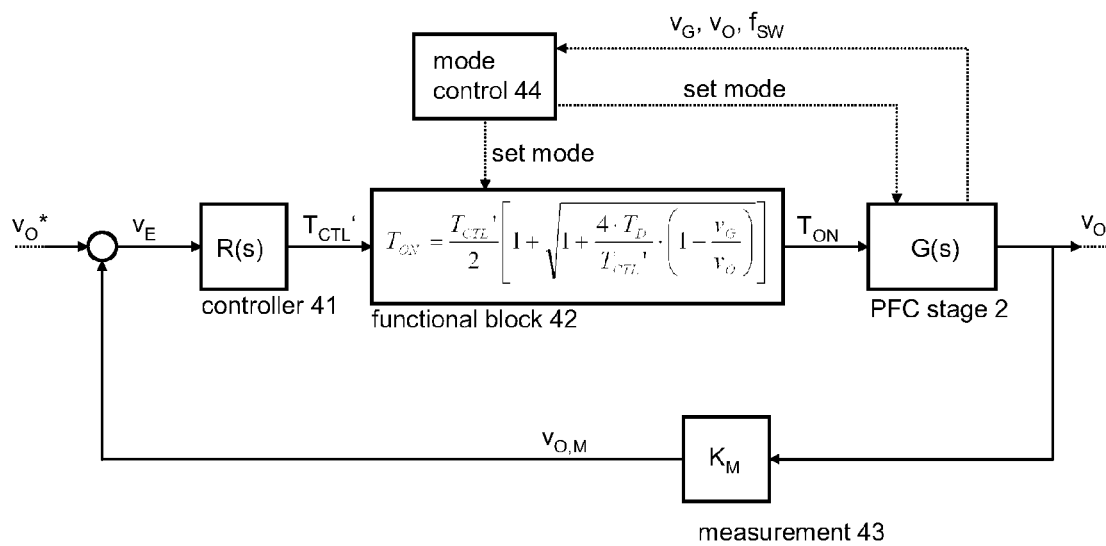 v_G, v_O, f_SW
mode
control 44
set mode
set mode
v_O*
v_E
R(s)
T_CTL‘
T_ON = T_CTL'/2 [1 + √(1 + (4 · T_D)/T_CTL' · (1 − v_G/v_O))]
T_ON
G(s)
v_O
controller 41
functional block 42
PFC stage 2
v_O,M
K_M
measurement 43